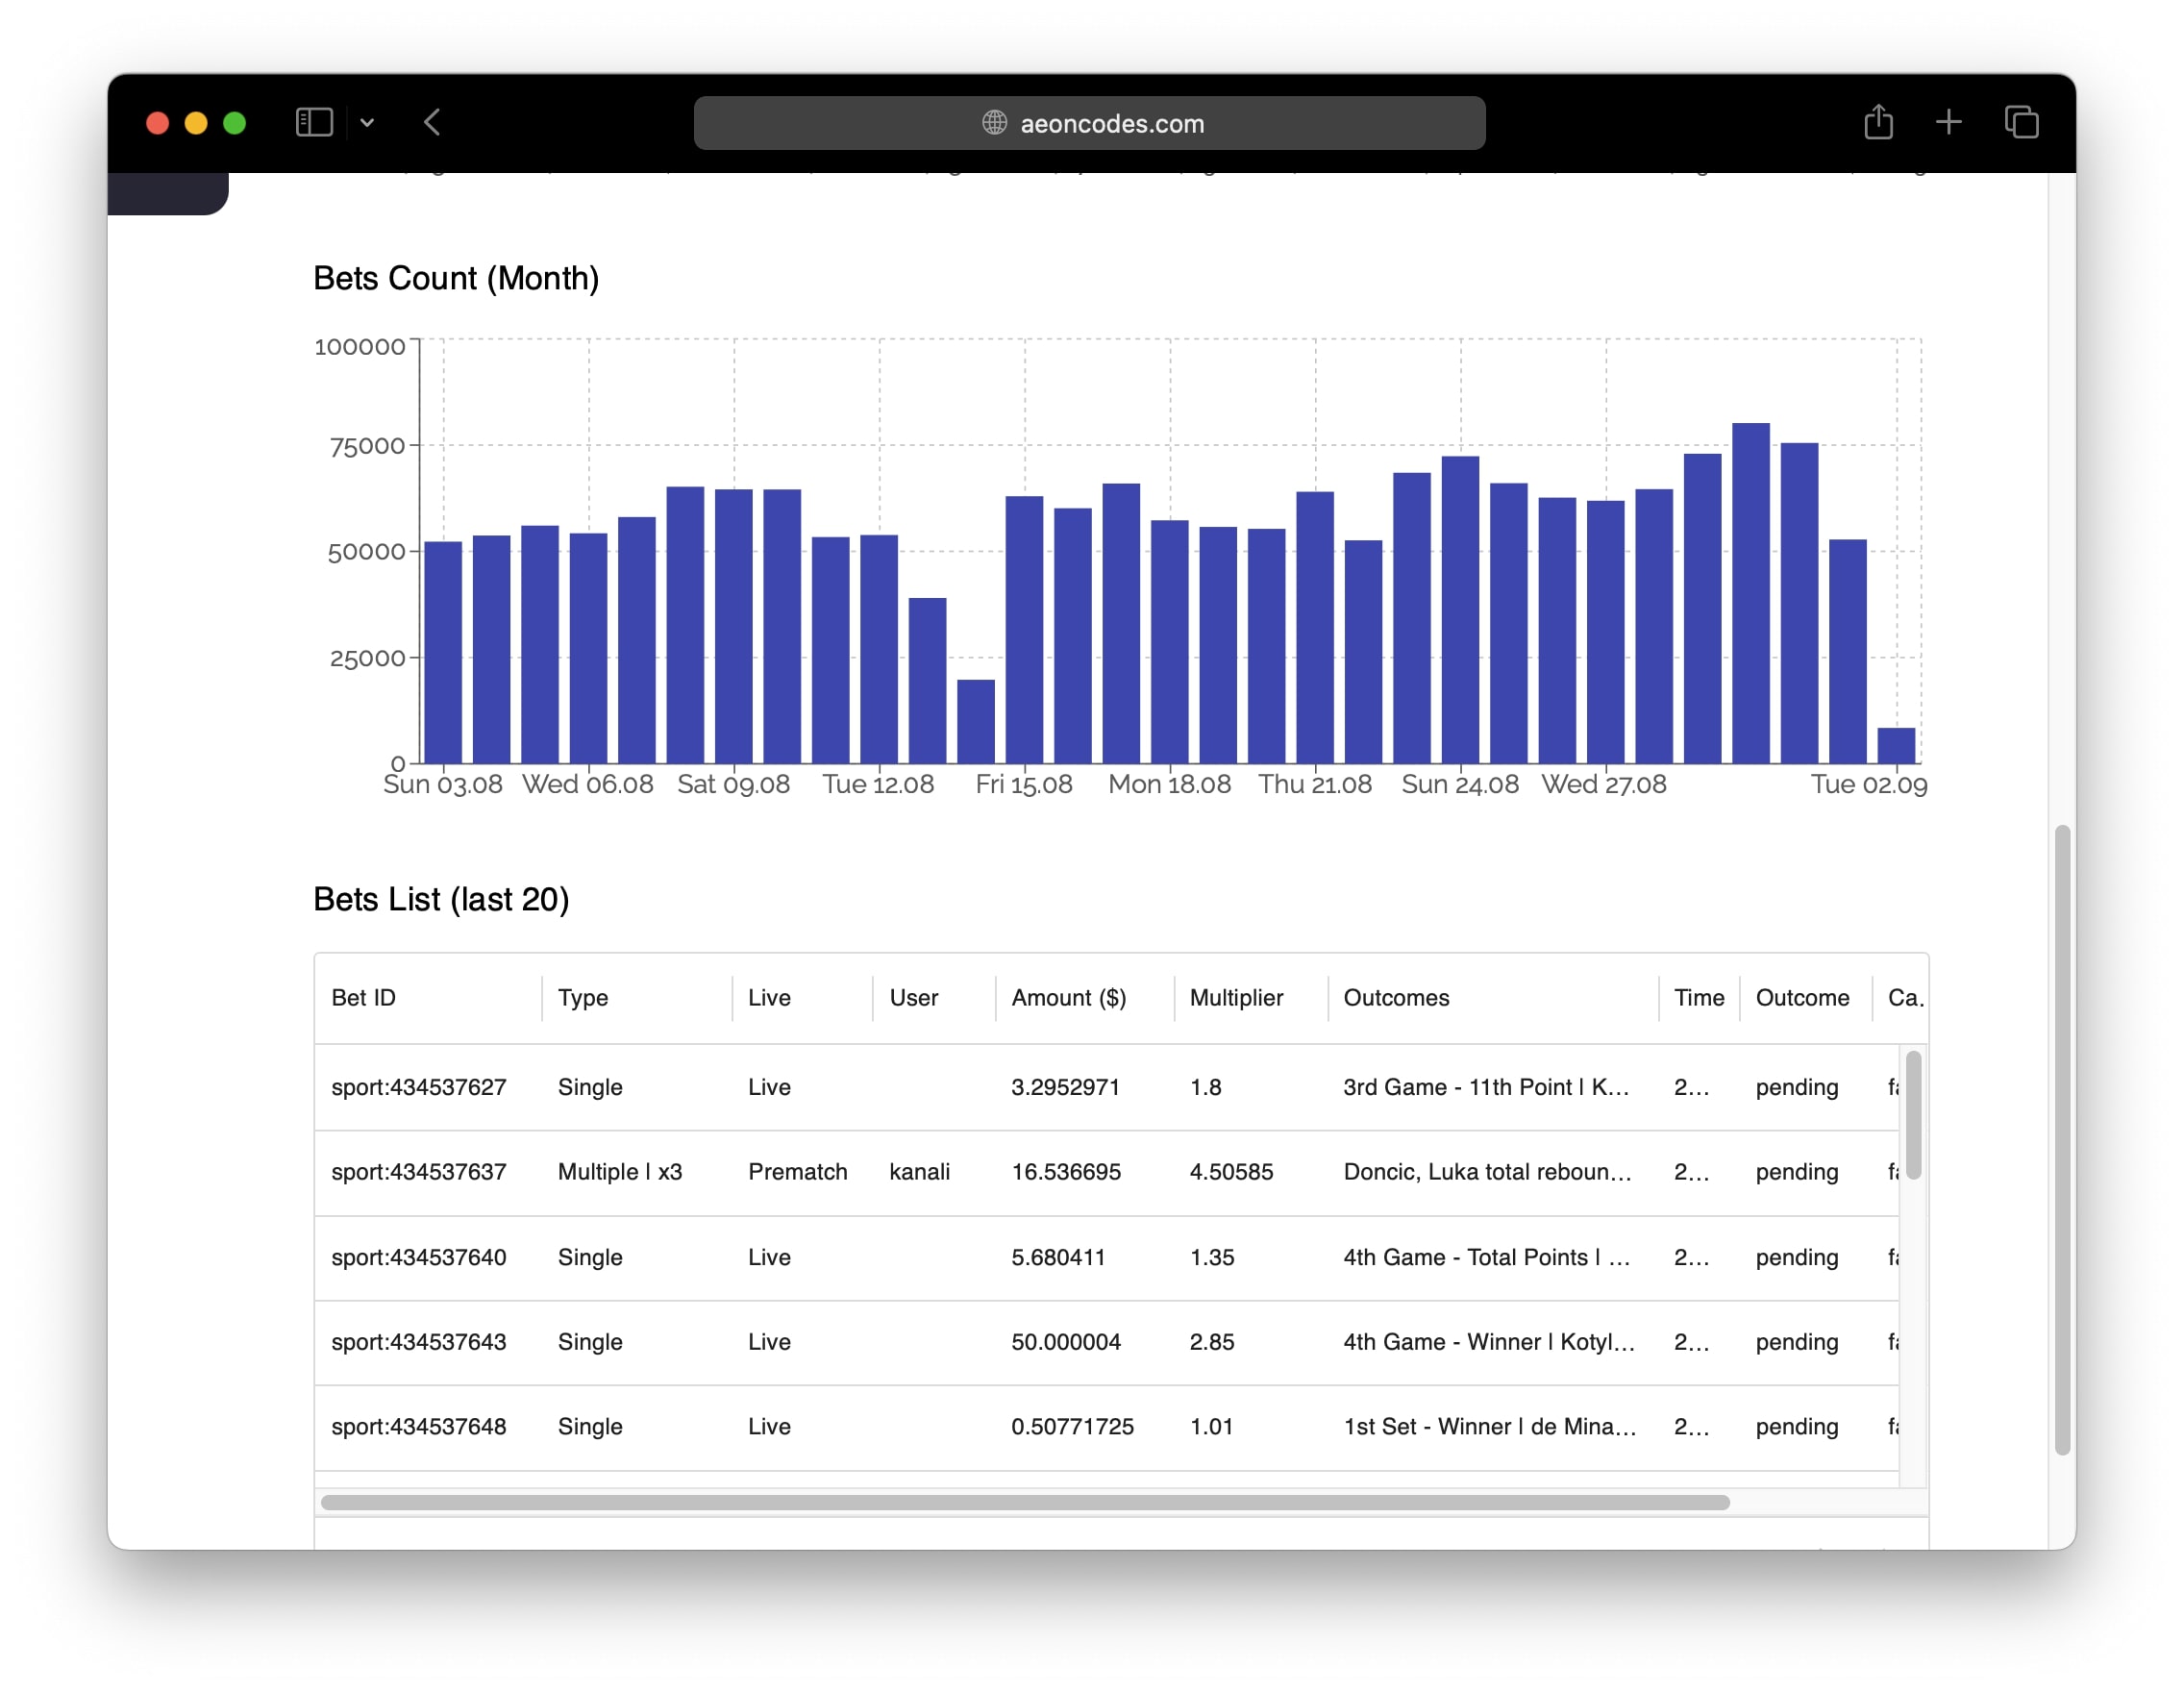 aeoncodes.com
Bets Count (Month)
100000
75000
50000
25000
0
Sun 03.08 Wed 06.08 Sat 09.08 Tue 12.08 Fri 15.08 Mon 18.08 Thu 21.08 Sun 24.08 Wed 27.08 Tue 02.09
Bets List (last 20)
Bet ID Type Live User Amount ($) Multiplier Outcomes Time Outcome Ca.
sport:434537627 Single Live 3.2952971 1.8 3rd Game - 11th Point | K... 2... pending
sport:434537637 Multiple | x3 Prematch kanali 16.536695 4.50585 Doncic, Luka total reboun... 2... pending
sport:434537640 Single Live 5.680411 1.35 4th Game - Total Points | ... 2... pending
sport:434537643 Single Live 50.000004 2.85 4th Game - Winner | Kotyl... 2... pending
sport:434537648 Single Live 0.50771725 1.01 1st Set - Winner | de Mina... 2... pending